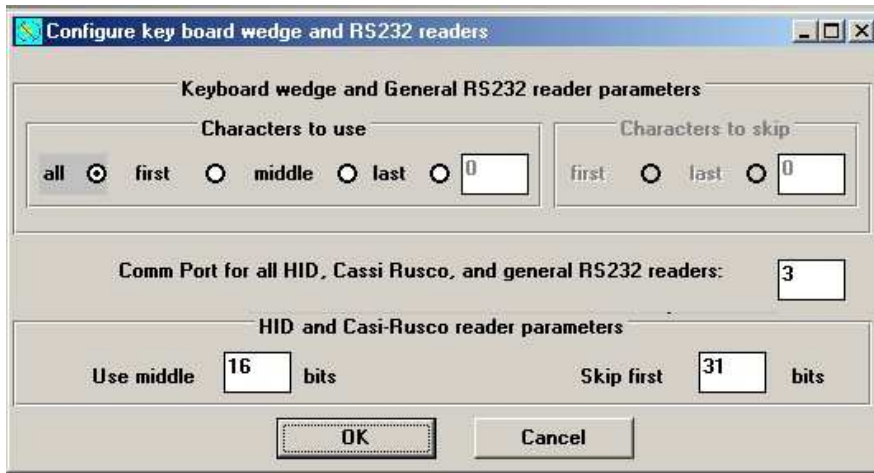 Configure key board wedge and RS232 readers
Keyboard wedge and General RS232 reader parameters
Characters to use Characters to skip
all first middle last 0 first last 0
Comm Port for all HID, Cassi Rusco, and general RS232 readers: 3
HID and Casi-Rusco reader parameters
Use middle 16 bits Skip first 31 bits
OK Cancel